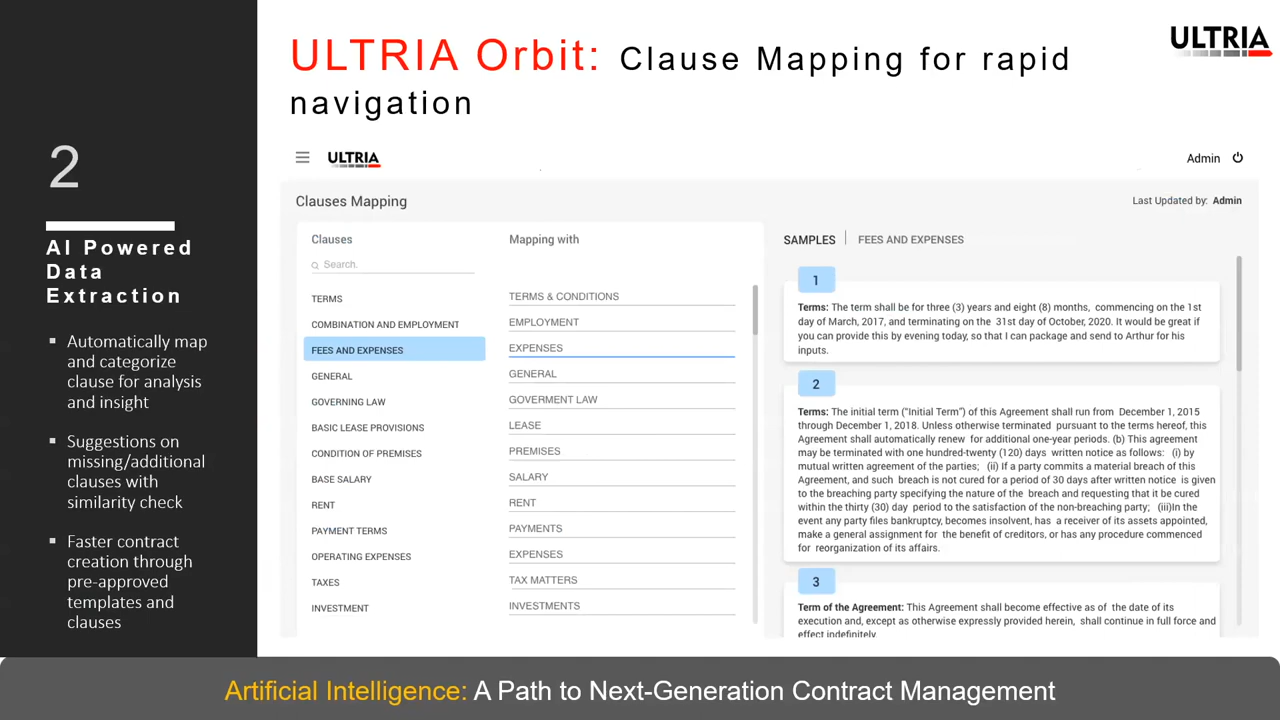 ULTRIA Orbit: Clause Mapping for rapid
navigation
ULTRIA
2
AI Powered
Data
Extraction
▪ Automatically map
and categorize
clause for analysis
and insight
▪ Suggestions on
missing/additional
clauses with
similarity check
▪ Faster contract
creation through
pre-approved
templates and
clauses
ULTRIA
Admin
Clauses Mapping
Last Updated by: Admin
Clauses
Search.
TERMS
COMBINATION AND EMPLOYMENT
FEES AND EXPENSES
GENERAL
GOVERNING LAW
BASIC LEASE PROVISIONS
CONDITION OF PREMISES
BASE SALARY
RENT
PAYMENT TERMS
OPERATING EXPENSES
TAXES
INVESTMENT
Mapping with
TERMS & CONDITIONS
EMPLOYMENT
EXPENSES
GENERAL
GOVERMENT LAW
LEASE
PREMISES
SALARY
RENT
PAYMENTS
EXPENSES
TAX MATTERS
INVESTMENTS
SAMPLES | FEES AND EXPENSES
1
Terms: The term shall be for three (3) years and eight (8) months, commencing on the 1st
day of March, 2017, and terminating on the 31st day of October, 2020. It would be great if
you can provide this by evening today, so that I can package and send to Arthur for his
inputs.
2
Terms: The initial term (“Initial Term”) of this Agreement shall run from December 1, 2015
through December 1, 2018. Unless otherwise terminated pursuant to the terms hereof, this
Agreement shall automatically renew for additional one-year periods. (b) This agreement
may be terminated with one hundred-twenty (120) days written notice as follows: (i) by
mutual written agreement of the parties; (ii) If a party commits a material breach of this
Agreement, and such breach is not cured for a period of 30 days after written notice is given
to the breaching party specifying the nature of the breach and requesting that it be cured
within the thirty (30) day period to the satisfaction of the non-breaching party; (iii)In the
event any party files bankruptcy, becomes insolvent, has a receiver of its assets appointed,
make a general assignment for the benefit of creditors, or has any procedure commenced
for reorganization of its affairs.
3
Term of the Agreement: This Agreement shall become effective as of the date of its
execution and, except as otherwise expressly provided herein, shall continue in full force and
effect indefinitely.
Artificial Intelligence: A Path to Next-Generation Contract Management